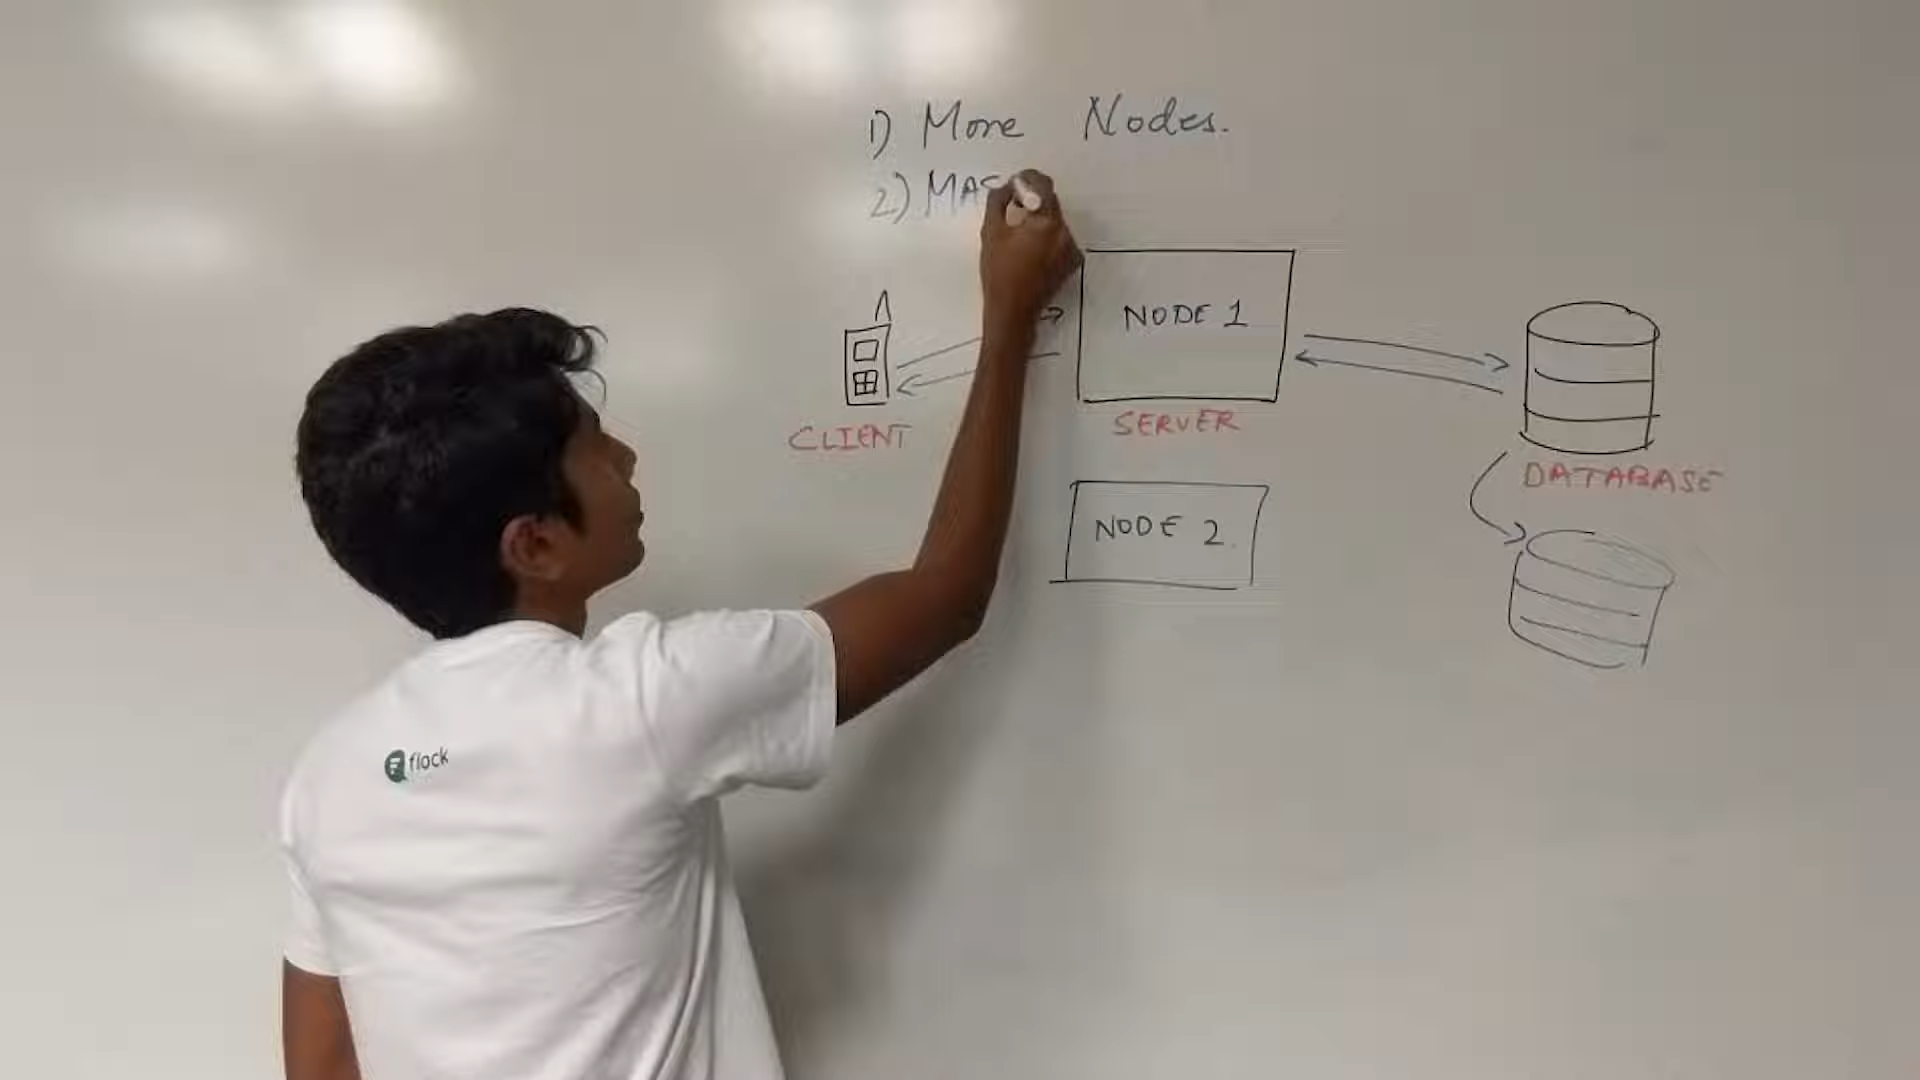 1) More Nodes.
2) MAS
NODE 1
CLIENT
SERVER
DATABASE
NODE 2.
flock